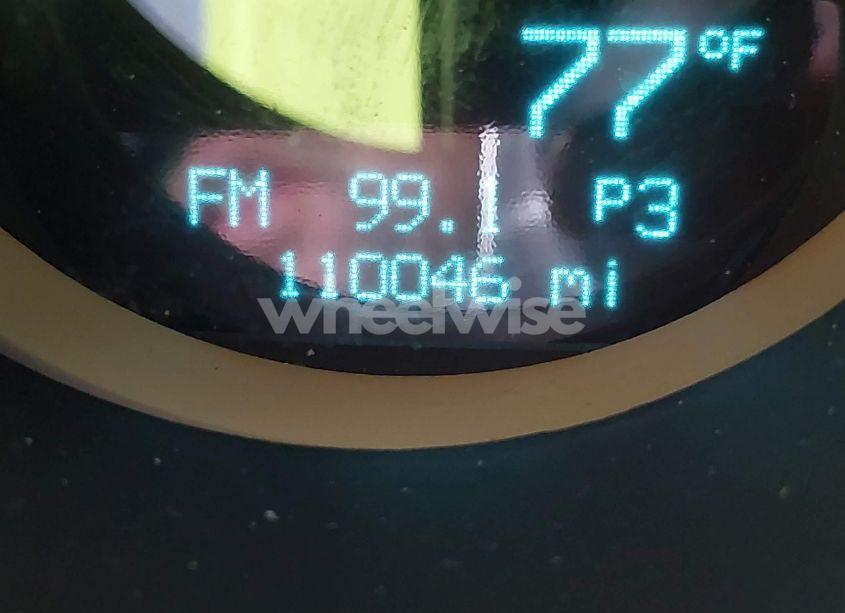 77°F
FM 99.1 P3
110046 mi
wheelwise